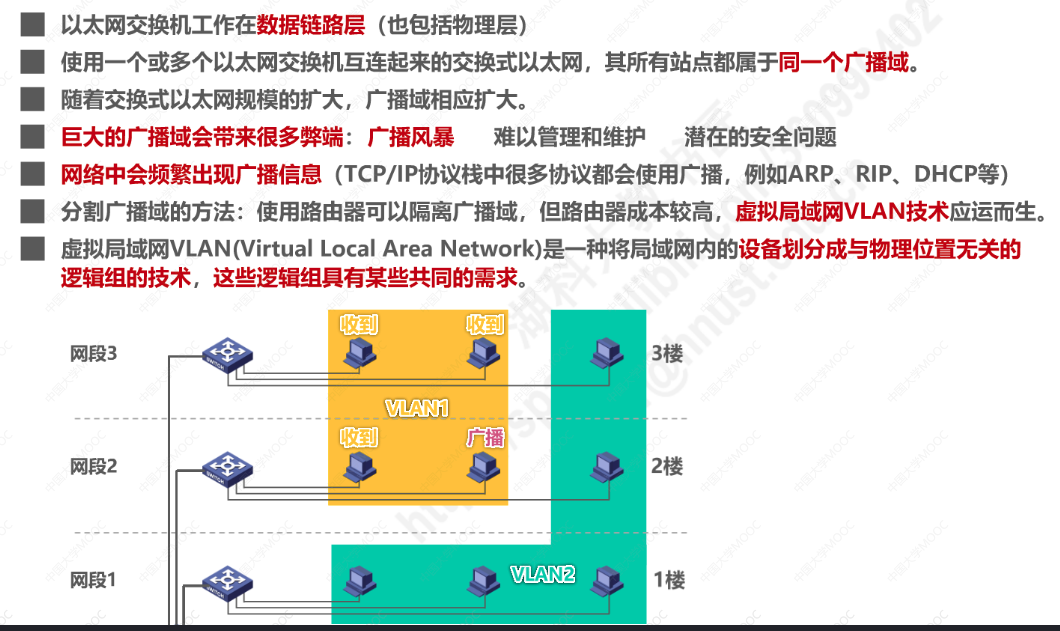 以太网交换机工作在数据链路层（也包括物理层）
使用一个或多个以太网交换机互连起来的交换式以太网，其所有站点都属于同一个广播域。
随着交换式以太网规模的扩大，广播域相应扩大。
巨大的广播域会带来很多弊端：广播风暴 难以管理和维护 潜在的安全问题
网络中会频繁出现广播信息（TCP/IP协议栈中很多协议都会使用广播，例如ARP、RIP、DHCP等）
分割广播域的方法：使用路由器可以隔离广播域，但路由器成本较高，虚拟局域网VLAN技术应运而生。
虚拟局域网VLAN(Virtual Local Area Network)是一种将局域网内的设备划分成与物理位置无关的
逻辑组的技术，这些逻辑组具有某些共同的需求。
收到 收到
网段3 3楼
VLAN1
收到 广播
网段2 2楼
网段1 VLAN2 1楼